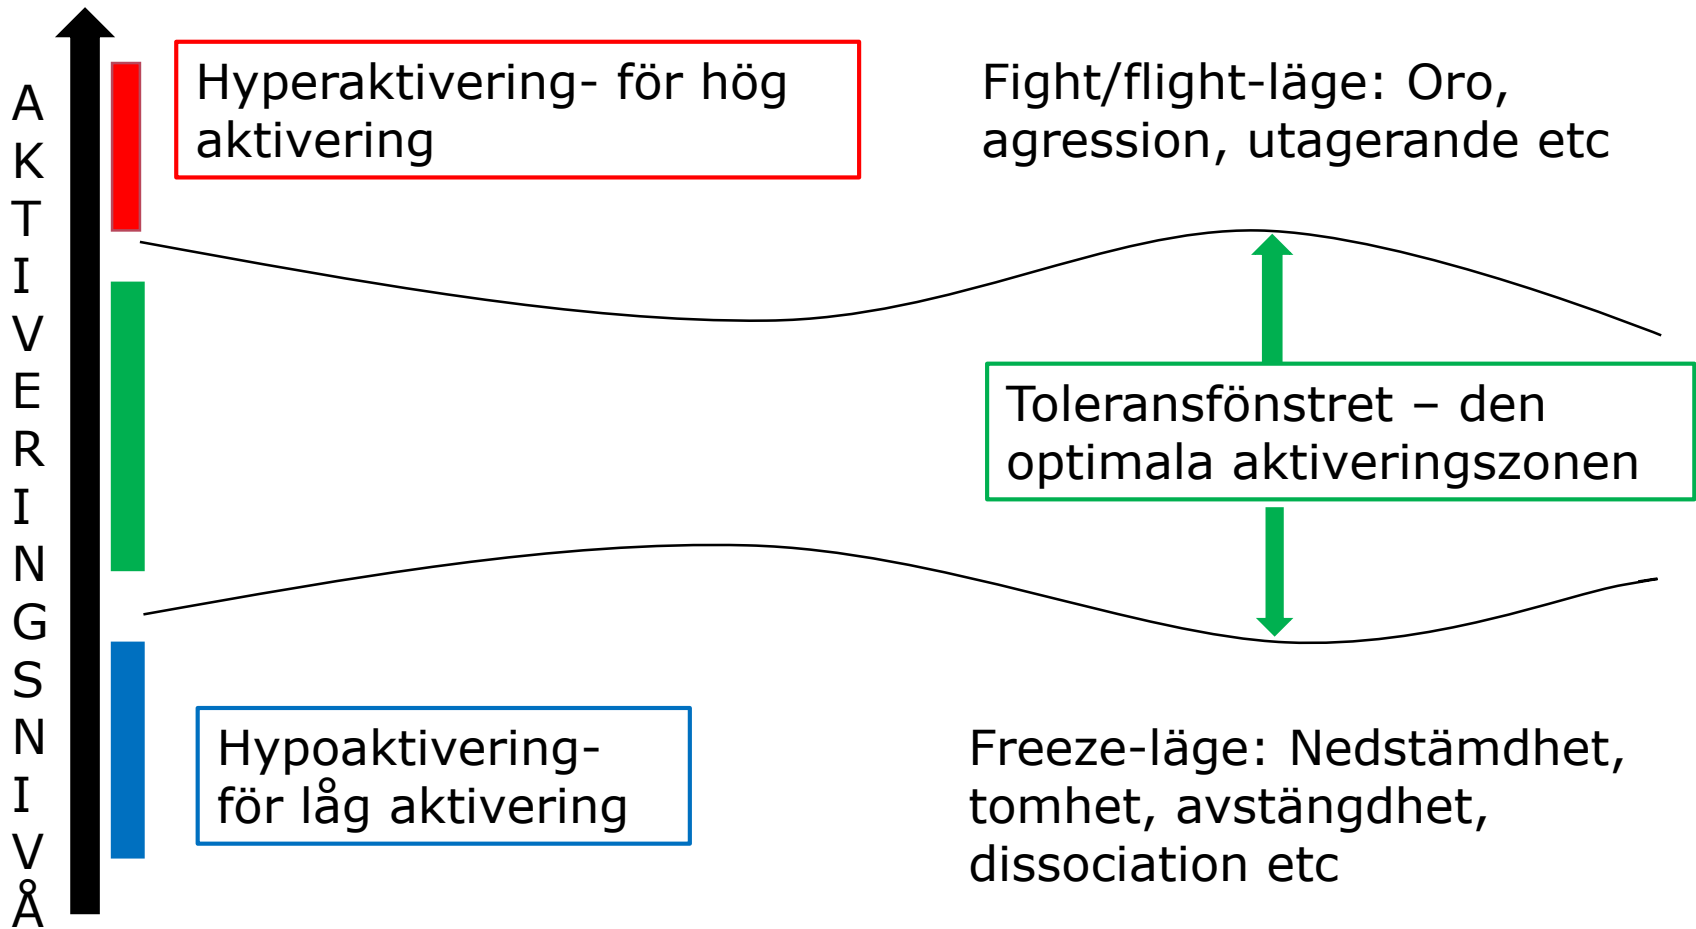 AKTIVERINGSNIVÅ
Hyperaktivering- för hög
aktivering
Fight/flight-läge: Oro,
agression, utagerande etc
Toleransfönstret – den
optimala aktiveringszonen
Hypoaktivering-
för låg aktivering
Freeze-läge: Nedstämdhet,
tomhet, avstängdhet,
dissociation etc